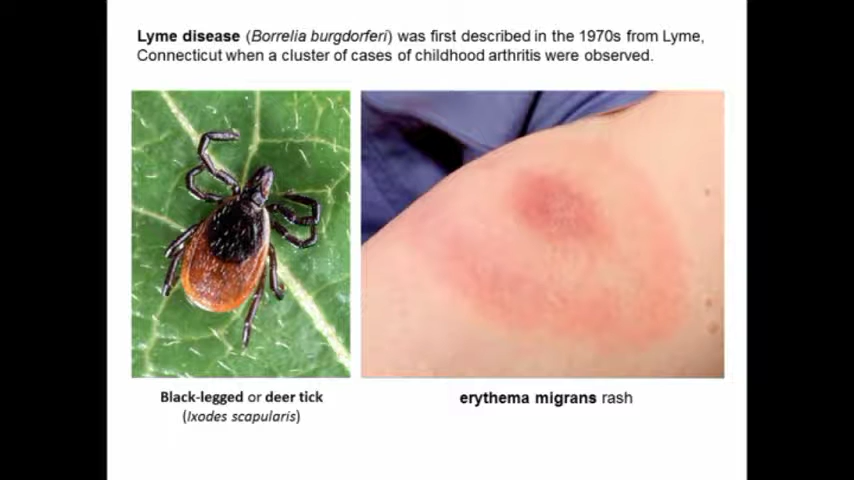 Lyme disease (Borrelia burgdorferi) was first described in the 1970s from Lyme,
Connecticut when a cluster of cases of childhood arthritis were observed.
Black-legged or deer tick
(Ixodes scapularis)
erythema migrans rash